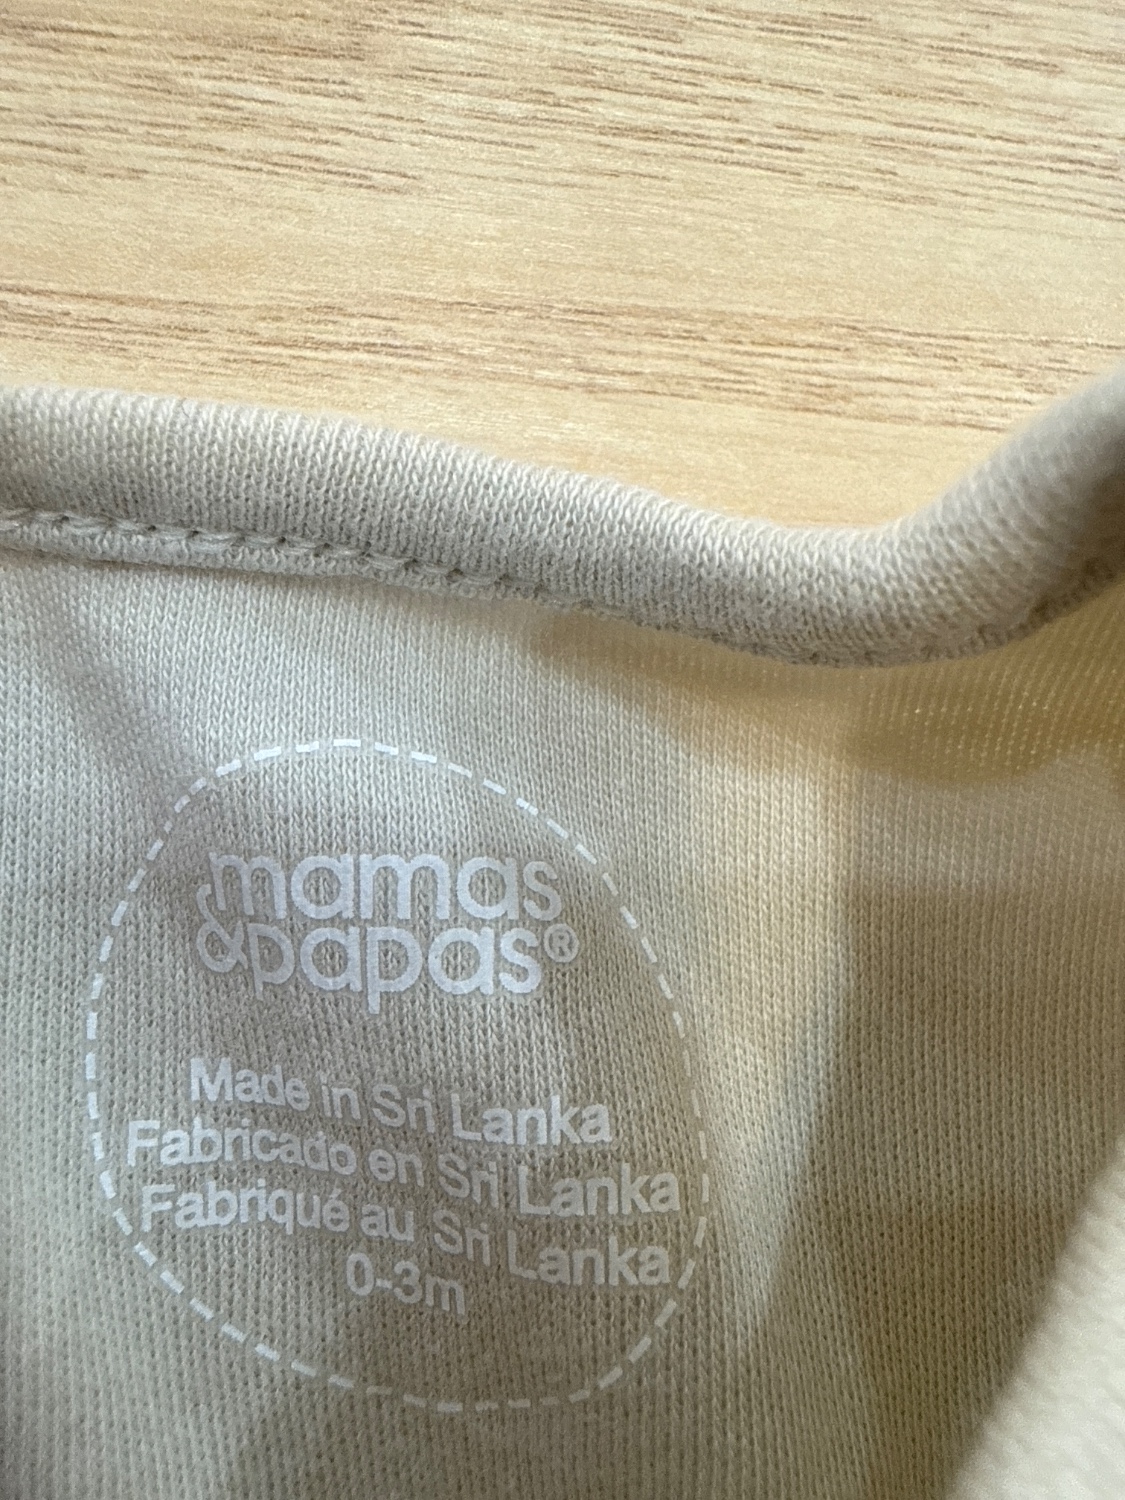 mamas
&papas®
Made in Sri Lanka
Fabricado en Sri Lanka
Fabriqué au Sri Lanka
0-3m